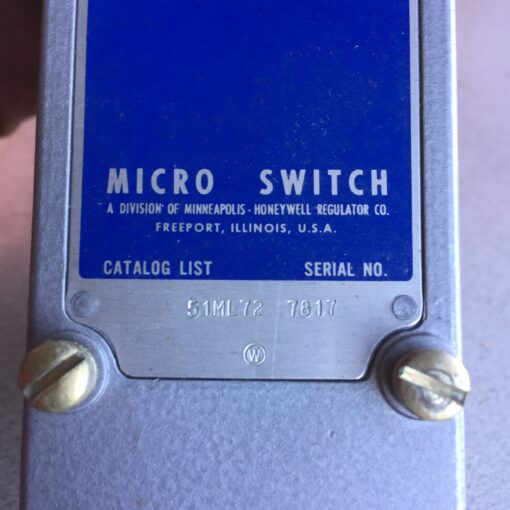 MICRO SWITCH
A DIVISION OF MINNEAPOLIS - HONEYWELL REGULATOR CO.
FREEPORT, ILLINOIS, U.S.A.
CATALOG LIST SERIAL NO.
51ML72 7817
W